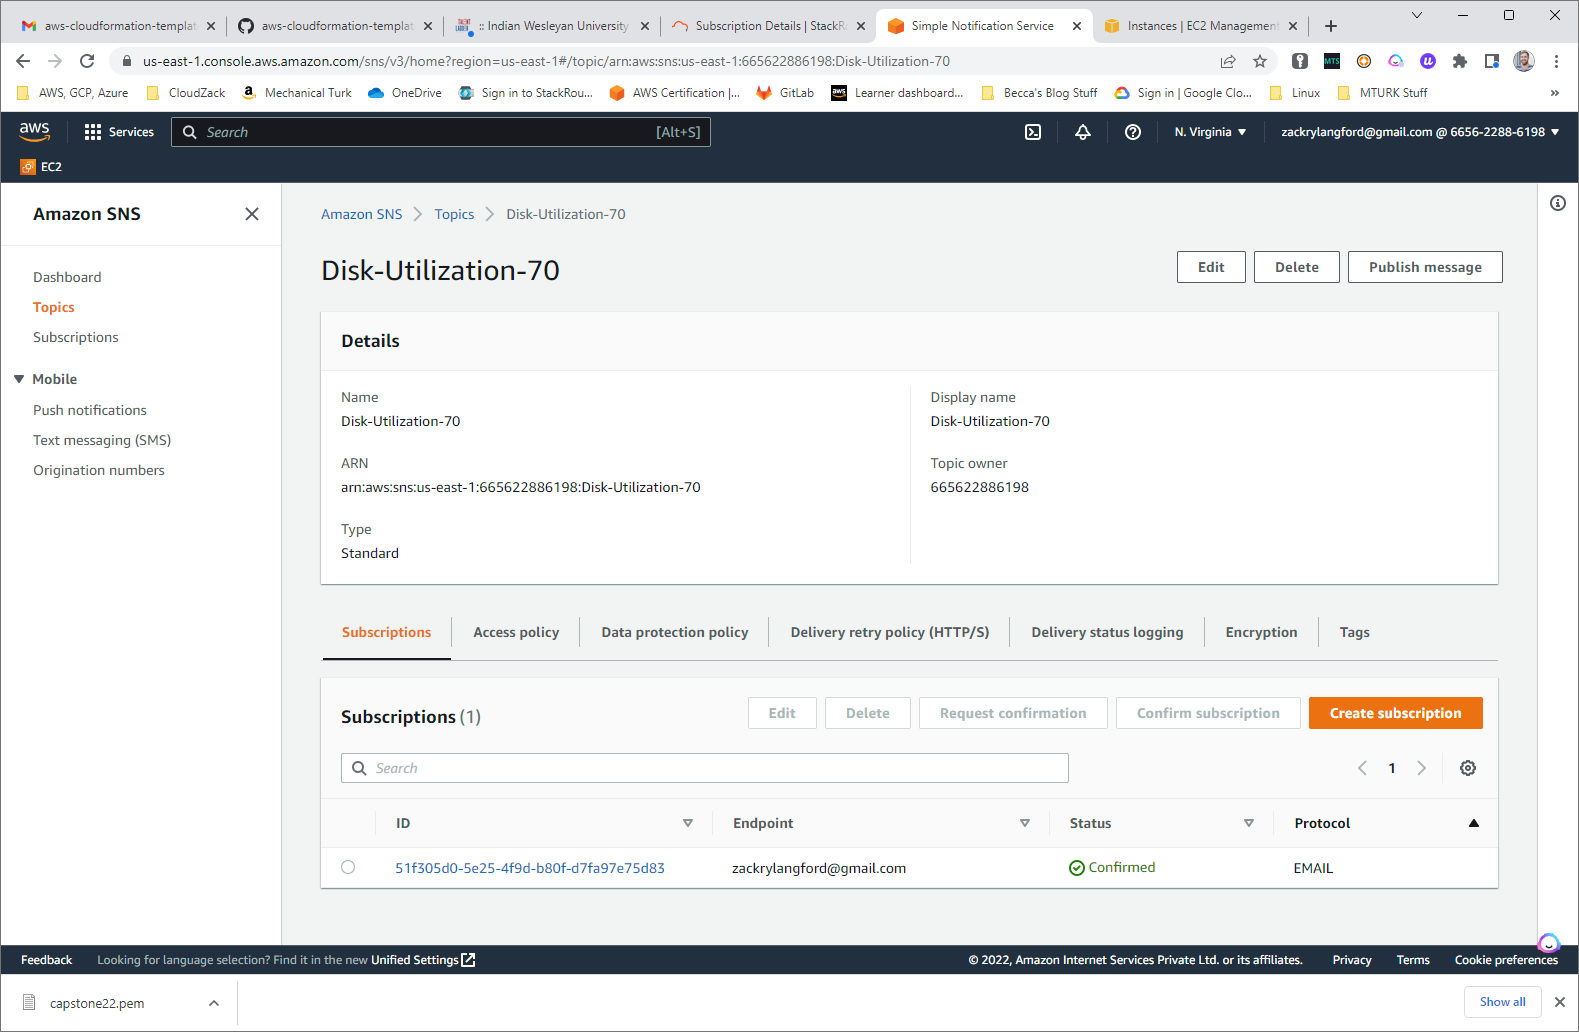 aws-cloudformation-templat
aws-cloudformation-templat
:: Indian Wesleyan University
Subscription Details | StackR
Simple Notification Service
Instances | EC2 Management
us-east-1.console.aws.amazon.com/sns/v3/home?region=us-east-1#/topic/arn:aws:sns:us-east-1:665622886198:Disk-Utilization-70
MTS
AWS, GCP, Azure
CloudZack
Mechanical Turk
OneDrive
Sign in to StackRou...
AWS Certification |...
GitLab
Learner dashboard...
Becca's Blog Stuff
Sign in | Google Clo...
Linux
MTURK Stuff
»
aws
Services
Search
[Alt+S]
N. Virginia
zackrylangford@gmail.com @ 6656-2288-6198
EC2
Amazon SNS
Dashboard
Topics
Subscriptions
Mobile
Push notifications
Text messaging (SMS)
Origination numbers
Amazon SNS
Topics
Disk-Utilization-70
Disk-Utilization-70
Edit
Delete
Publish message
Details
Name
Disk-Utilization-70
ARN
arn:aws:sns:us-east-1:665622886198:Disk-Utilization-70
Type
Standard
Display name
Disk-Utilization-70
Topic owner
665622886198
Subscriptions
Access policy
Data protection policy
Delivery retry policy (HTTP/S)
Delivery status logging
Encryption
Tags
Subscriptions (1)
Edit
Delete
Request confirmation
Confirm subscription
Create subscription
Search
1
ID
Endpoint
Status
Protocol
51f305d0-5e25-4f9d-b80f-d7fa97e75d83
zackrylangford@gmail.com
Confirmed
EMAIL
Feedback
Looking for language selection? Find it in the new Unified Settings
© 2022, Amazon Internet Services Private Ltd. or its affiliates.
Privacy
Terms
Cookie preferences
capstone22.pem
Show all